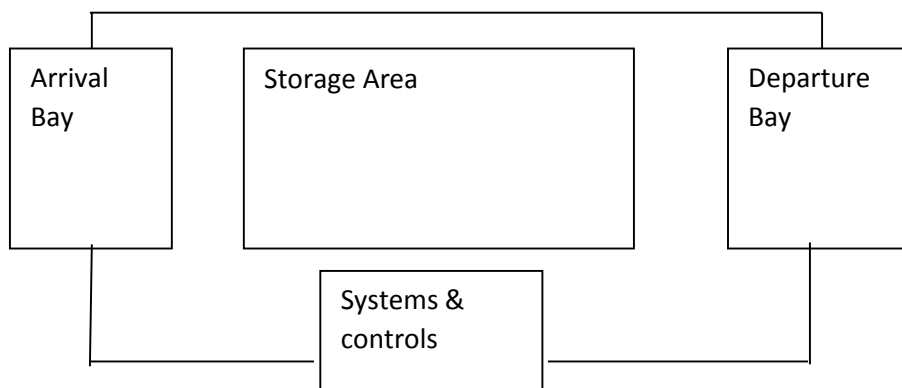 Arrival
Bay
Storage Area
Departure
Bay
Systems &
controls